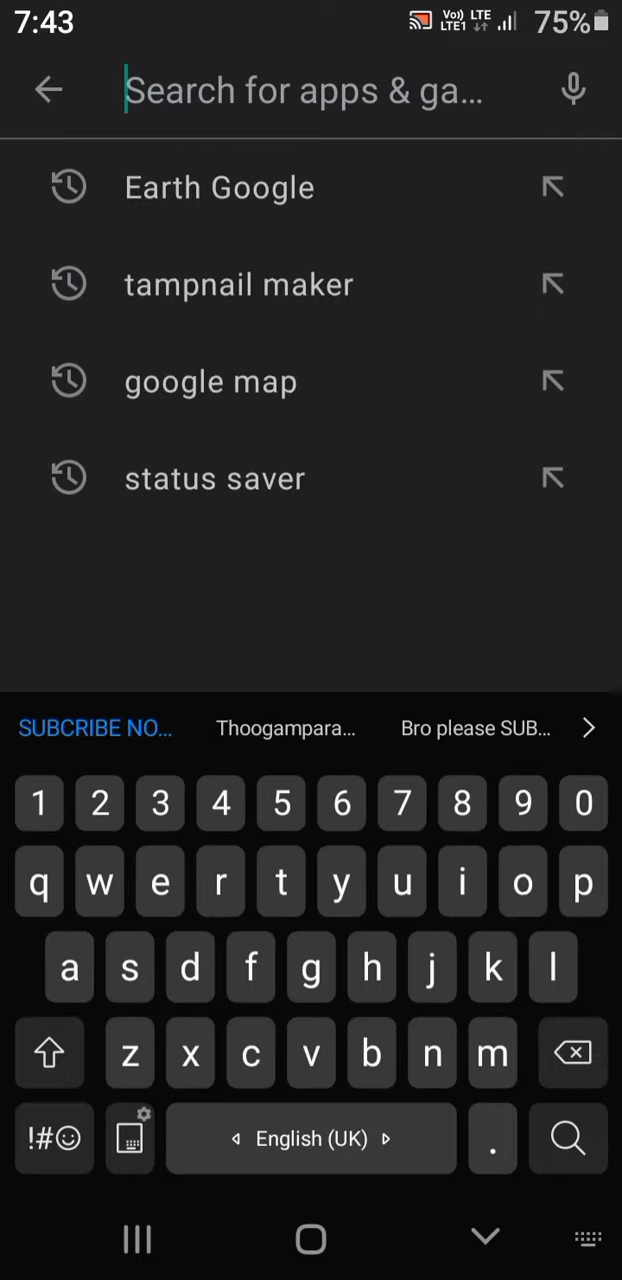 7:43
Vo)) LTE
LTE1
75%
Search for apps & ga...
Earth Google
tampnail maker
google map
status saver
SUBCRIBE NO... Thoogampara... Bro please SUB...
1 2 3 4 5 6 7 8 9 0
q w e r t y u i o p
a s d f g h j k l
z x c v b n m
!#☺ English (UK) .